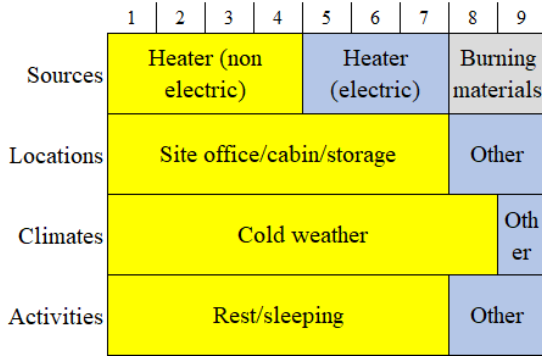 1 2 3 4 5 6 7 8 9
Sources Heater (non electric) Heater (electric) Burning materials
Locations Site office/cabin/storage Other
Climates Cold weather Oth er
Activities Rest/sleeping Other